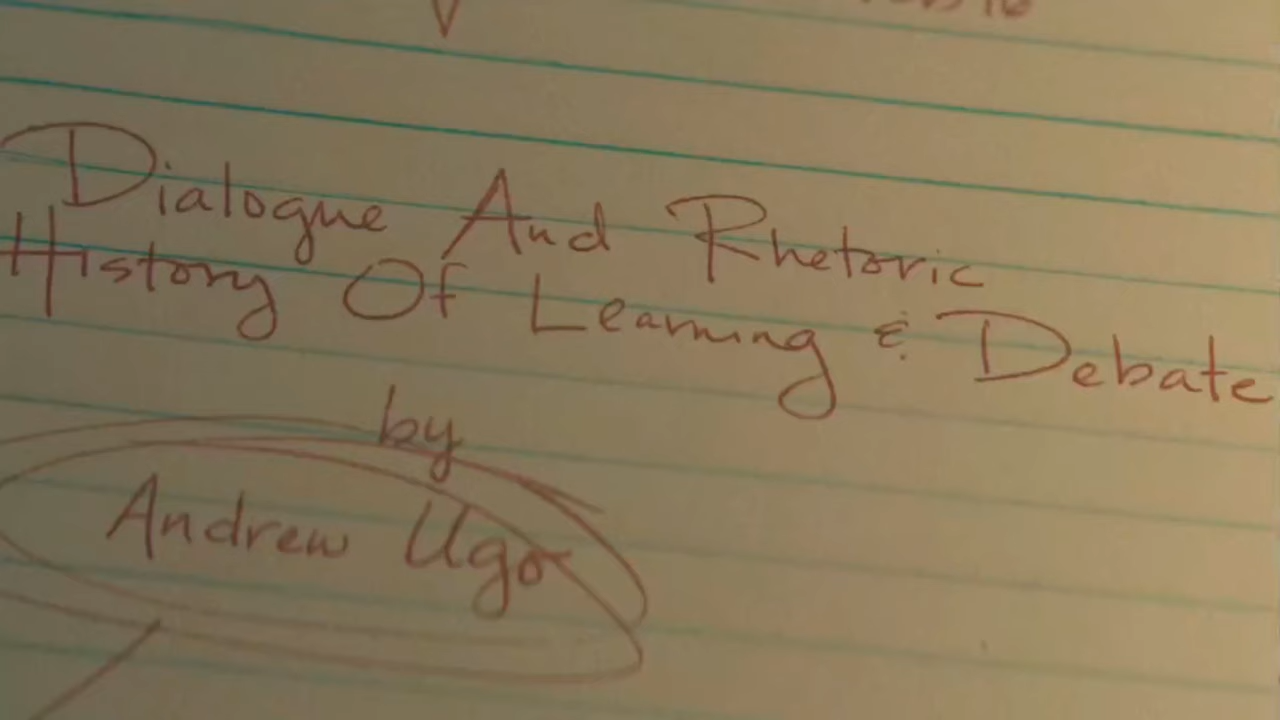 Dialogue And Rhetoric
History Of Learning & Debate
by
Andrew Ugo